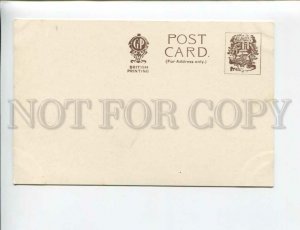 POST
CARD.
(For Address only.)
BRITISH
PRINTING
NOT FOR COPY